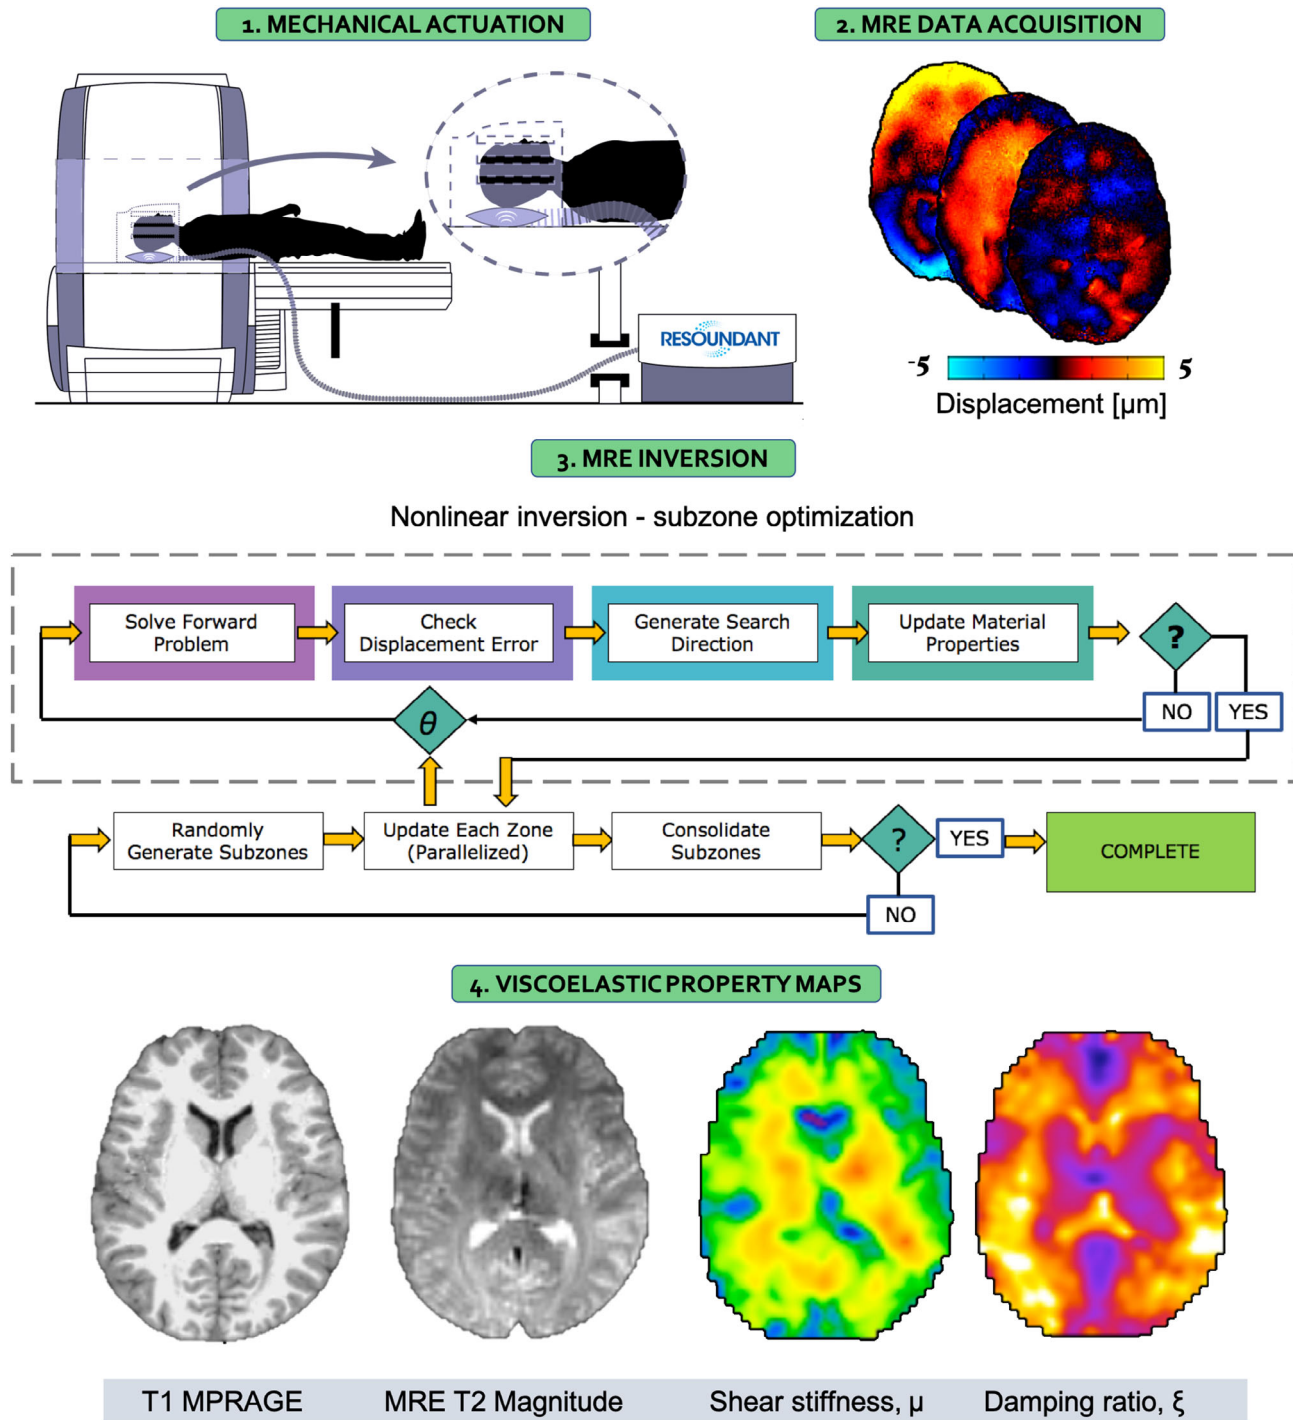 1. MECHANICAL ACTUATION
2. MRE DATA ACQUISITION
RESOUNDANT
-5
5
Displacement [μm]
3. MRE INVERSION
Nonlinear inversion - subzone optimization
Solve Forward
Problem
Check
Displacement Error
Generate Search
Direction
Update Material
Properties
?
NO
YES
θ
Randomly
Generate Subzones
Update Each Zone
(Parallelized)
Consolidate
Subzones
?
YES
COMPLETE
NO
4. VISCOELASTIC PROPERTY MAPS
T1 MPRAGE
MRE T2 Magnitude
Shear stiffness, μ
Damping ratio, ξ